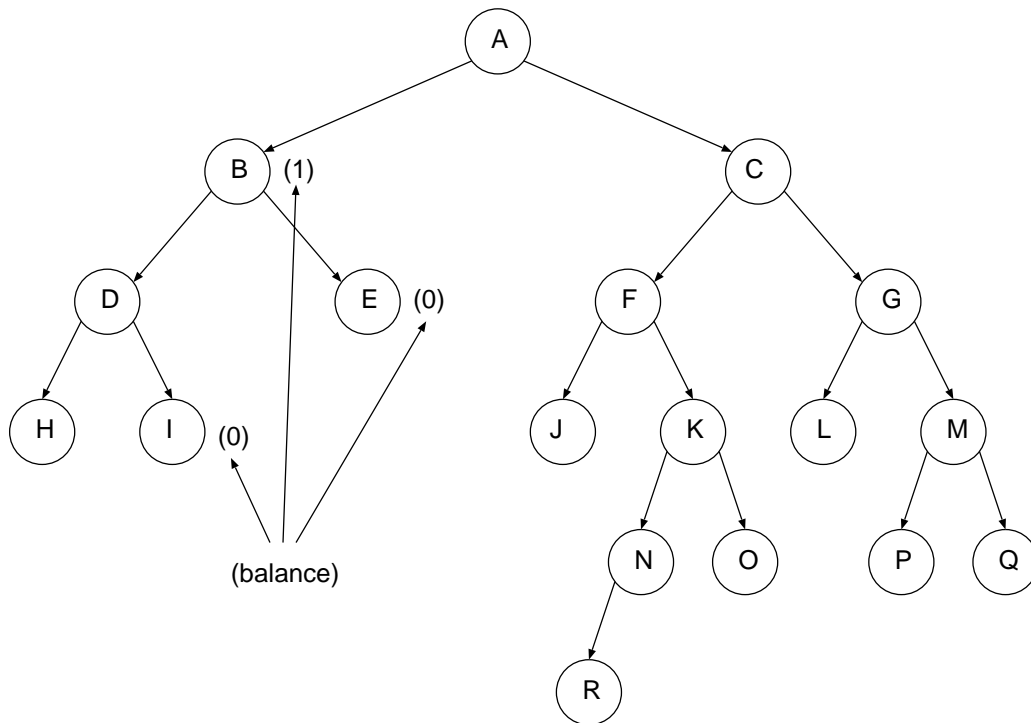 A
B (1) C
D E (0) F G
H I (0) J K L M
(balance) N O P Q
R